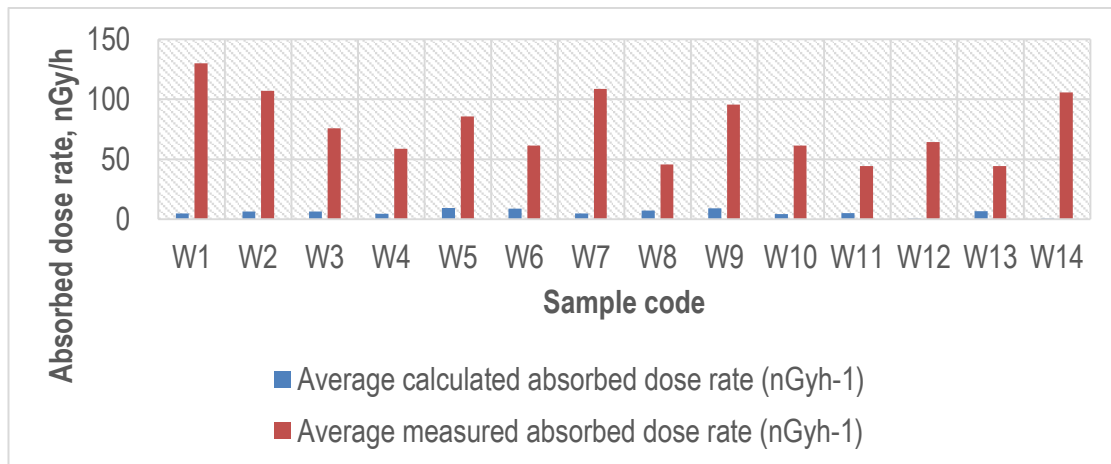 Absorbed dose rate, nGy/h
150
100
50
0
W1 W2 W3 W4 W5 W6 W7 W8 W9 W10 W11 W12 W13 W14
Sample code
Average calculated absorbed dose rate (nGyh-1)
Average measured absorbed dose rate (nGyh-1)